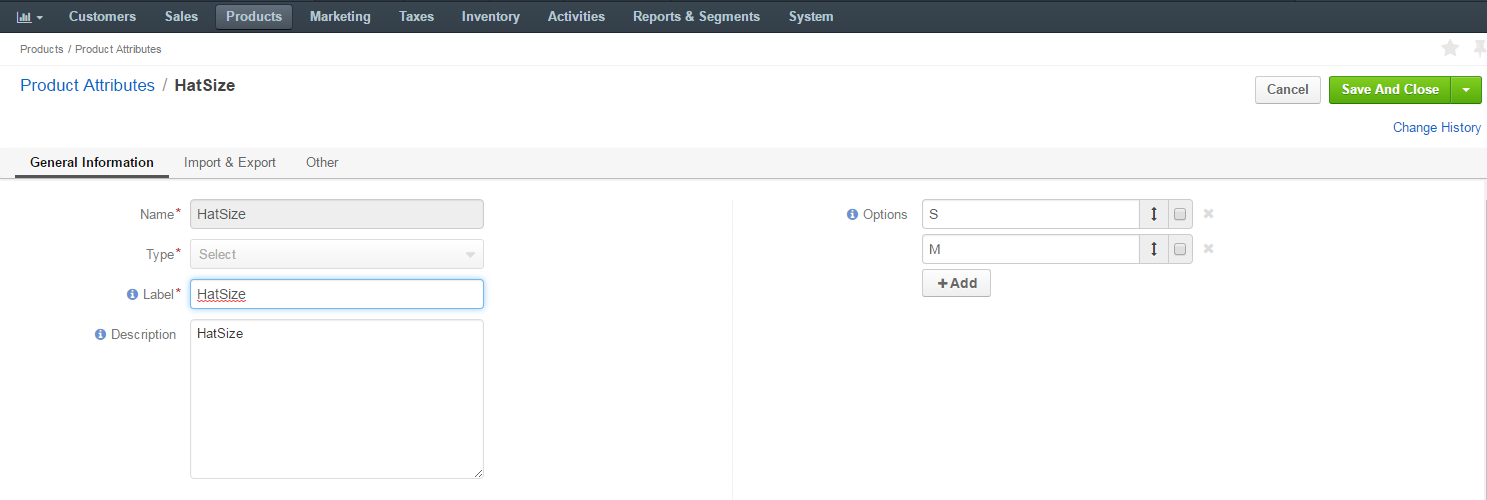 Customers Sales Products Marketing Taxes Inventory Activities Reports & Segments System
Products / Product Attributes
Product Attributes / HatSize
Cancel Save And Close
Change History
General Information Import & Export Other
Name* HatSize
Type* Select
Label* HatSize
Description HatSize
Options S
M
+Add